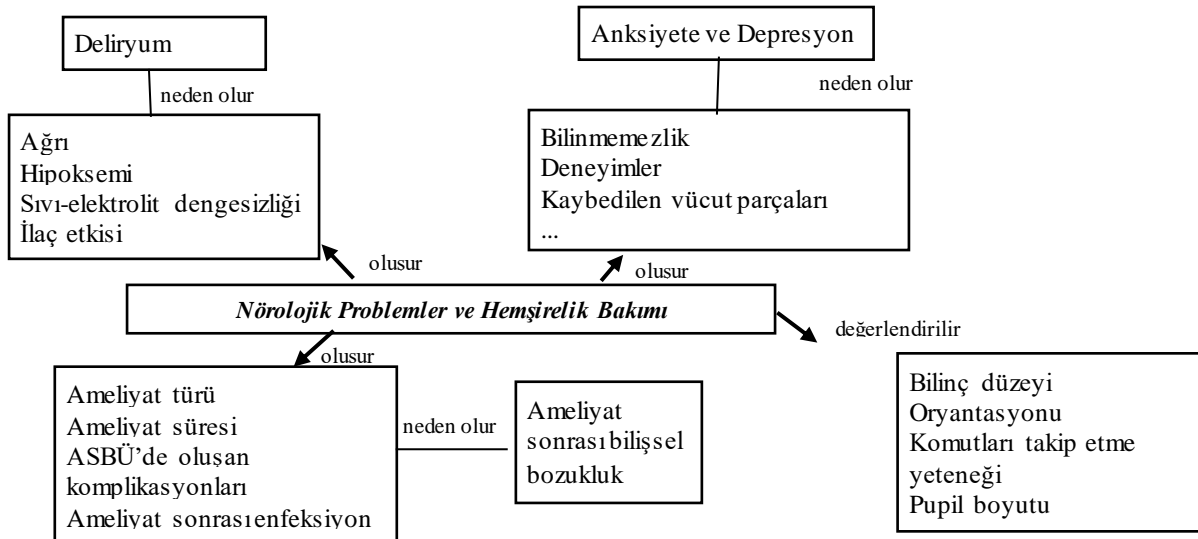 Deliryum
neden olur
Ağrı
Hipoksemi
Sıvı-elektrolit dengesizliği
İlaç etkisi
Anksiyete ve Depresyon
neden olur
Bilinmemezlik
Deneyimler
Kaybedilen vücut parçaları
...
olusur
olusur
Nörolojik Problemler ve Hemşirelik Bakımı
olusur
değerlendirilir
Ameliyat türü
Ameliyat süresi
ASBÜ’de oluşan
komplikasyonları
Ameliyat sonrası enfeksiyon
neden olur
Ameliyat
sonrası bilişsel
bozukluk
Bilinç düzeyi
Oryantasyonu
Komutları takip etme
yeteneği
Pupil boyutu